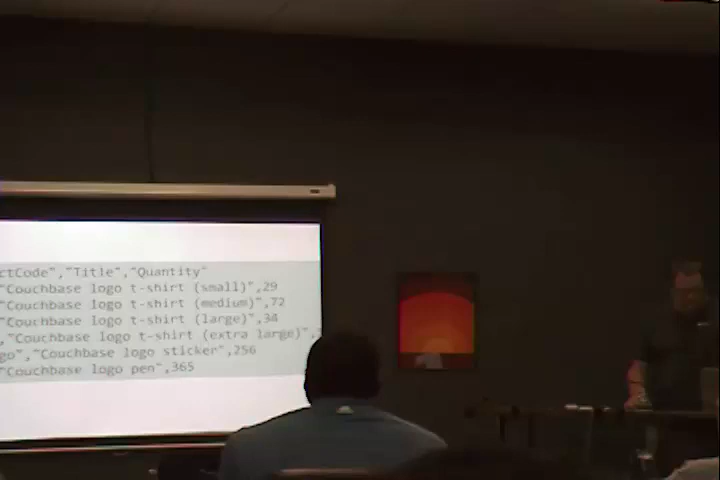 ctCode","Title","Quantity"
"Couchbase logo t-shirt (small)",29
"Couchbase logo t-shirt (medium)",72
"Couchbase logo t-shirt (large)",34
,"Couchbase logo t-shirt (extra large)",
go","Couchbase logo sticker",256
"Couchbase logo pen",365